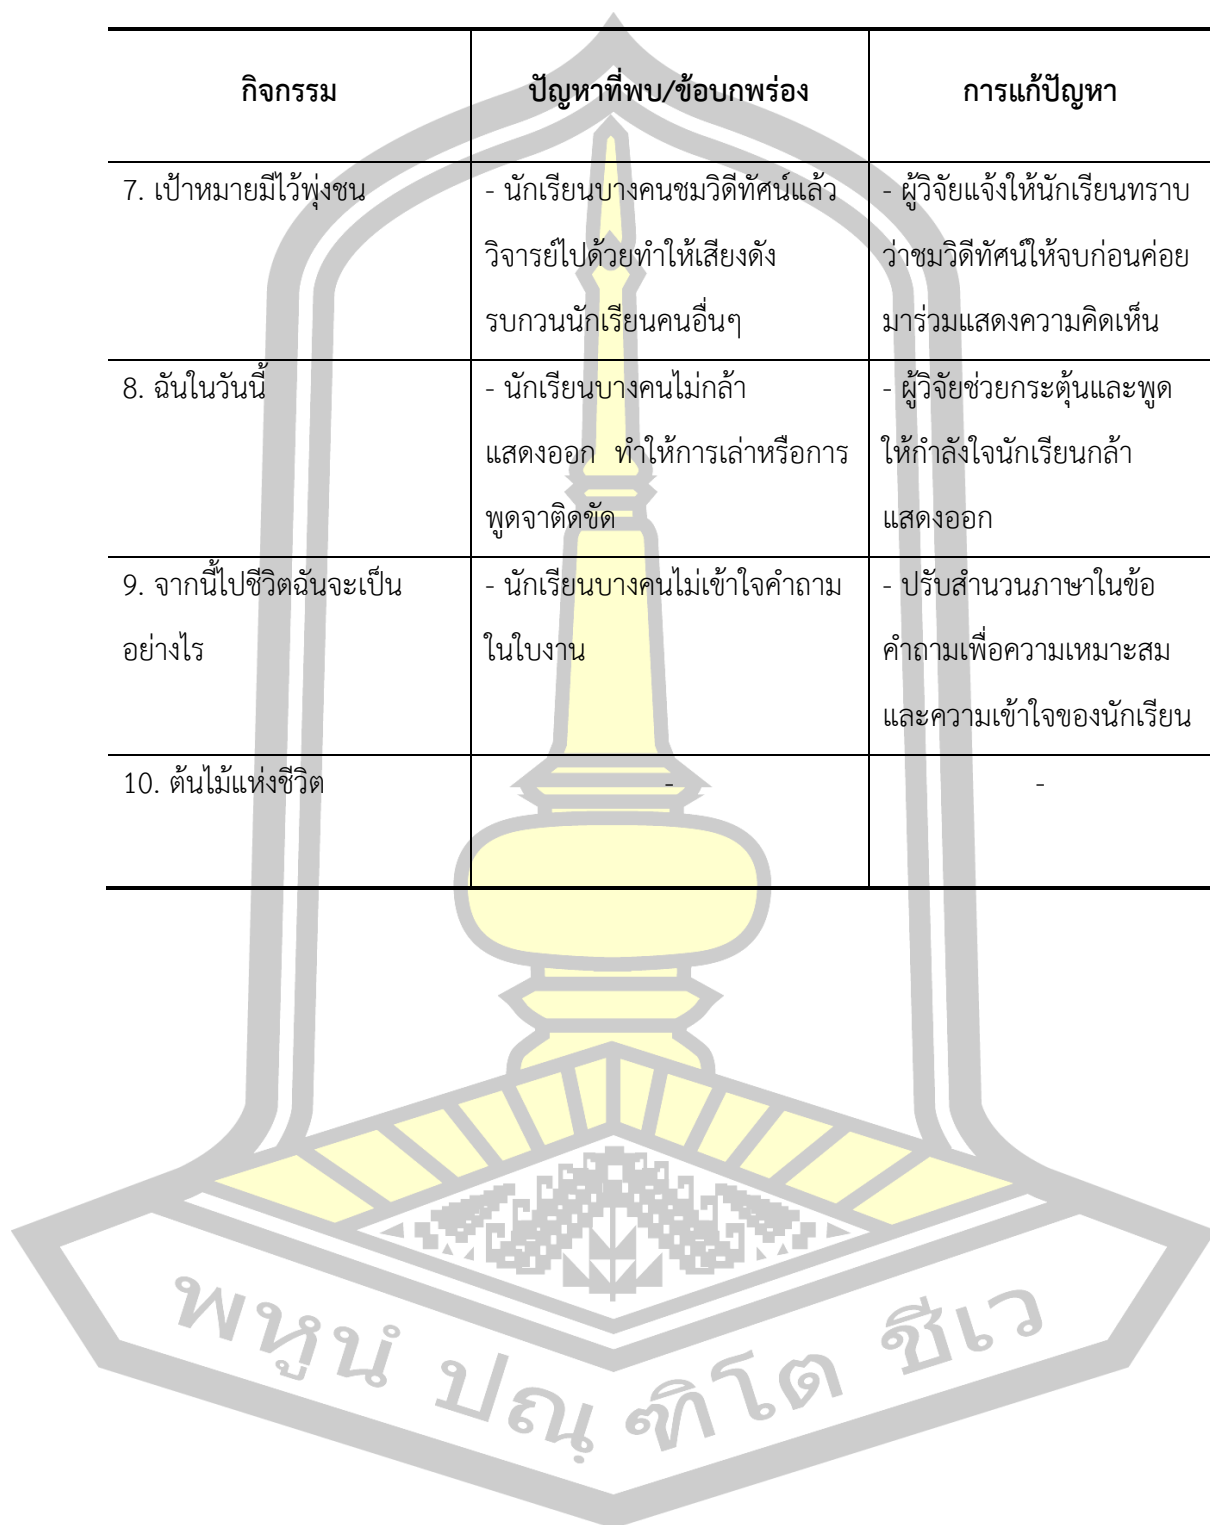 กิจกรรม
ปัญหาที่พบ/ข้อบกพร่อง
การแก้ปัญหา
7. เป้าหมายมีไว้พุ่งชน
- นักเรียนบางคนชมวิดีทัศน์แล้ว
วิจารย์ไปด้วยทำให้เสียงดัง
รบกวนนักเรียนคนอื่นๆ
- ผู้วิจัยแจ้งให้นักเรียนทราบ
ว่าชมวิดีทัศน์ให้จบก่อนค่อย
มาร่วมแสดงความคิดเห็น
8. ฉันในวันนี้
- นักเรียนบางคนไม่กล้า
แสดงออก ทำให้การเล่าหรือการ
พูดจาติดขัด
- ผู้วิจัยช่วยกระตุ้นและพูด
ให้กำลังใจนักเรียนกล้า
แสดงออก
9. จากนี้ไปชีวิตฉันจะเป็น
อย่างไร
- นักเรียนบางคนไม่เข้าใจคำถาม
ในใบงาน
- ปรับสำนวนภาษาในข้อ
คำถามเพื่อความเหมาะสม
และความเข้าใจของนักเรียน
10. ต้นไม้แห่งชีวิต
-
-
พหูนํ ปณฺฑิโต ชีเว